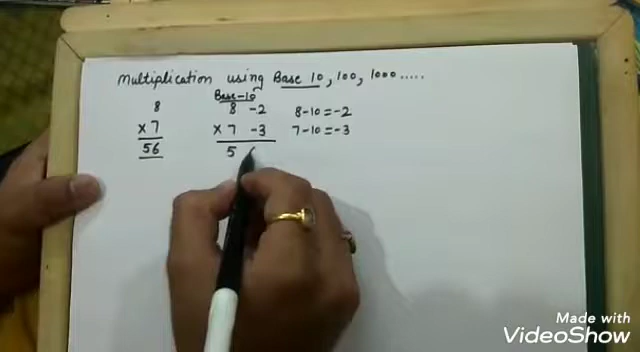 Multiplication using Base 10, 100, 1000.....
Base-10
8 8 -2 8-10=-2
x 7 x 7 -3 7-10=-3
56 5
Made with
VideoShow